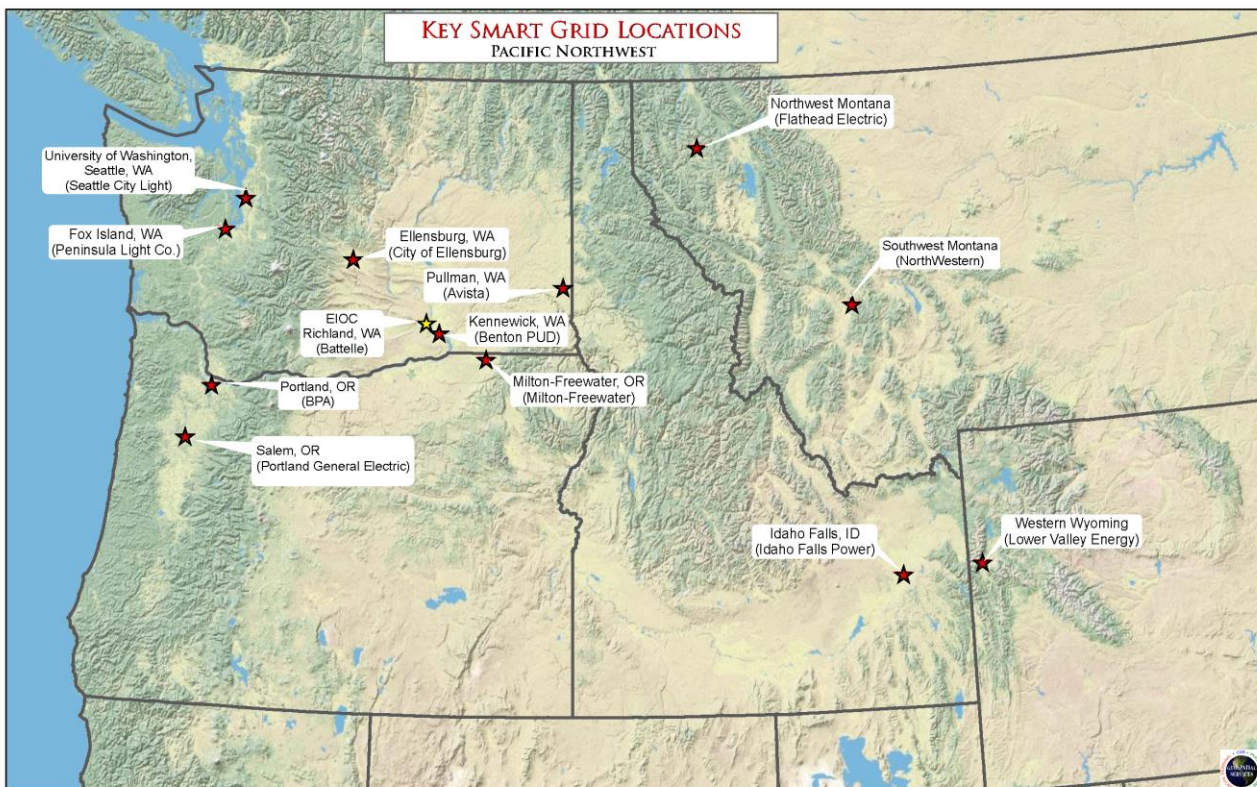 KEY SMART GRID LOCATIONS
PACIFIC NORTHWEST
Northwest Montana
(Flathead Electric)
University of Washington,
Seattle, WA
(Seattle City Light)
Fox Island, WA
(Peninsula Light Co.)
Ellensburg, WA
(City of Ellensburg)
Southwest Montana
(NorthWestern)
Pullman, WA
(Avista)
EIOC
Richland, WA
(Battelle)
Kennewick, WA
(Benton PUD)
Milton-Freewater, OR
(Milton-Freewater)
Portland, OR
(BPA)
Salem, OR
(Portland General Electric)
Idaho Falls, ID
(Idaho Falls Power)
Western Wyoming
(Lower Valley Energy)
GEOSPATIAL
SERVICES